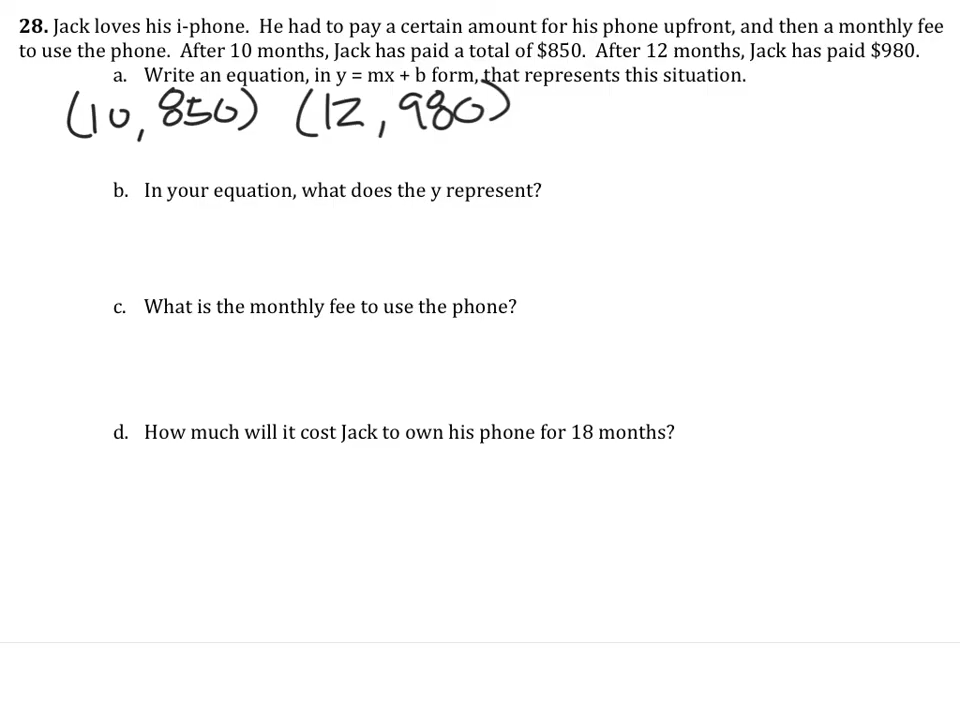 28. Jack loves his i-phone. He had to pay a certain amount for his phone upfront, and then a monthly fee
to use the phone. After 10 months, Jack has paid a total of $850. After 12 months, Jack has paid $980.
a. Write an equation, in y = mx + b form, that represents this situation.
(10, 850) (12, 980)
b. In your equation, what does the y represent?
c. What is the monthly fee to use the phone?
d. How much will it cost Jack to own his phone for 18 months?